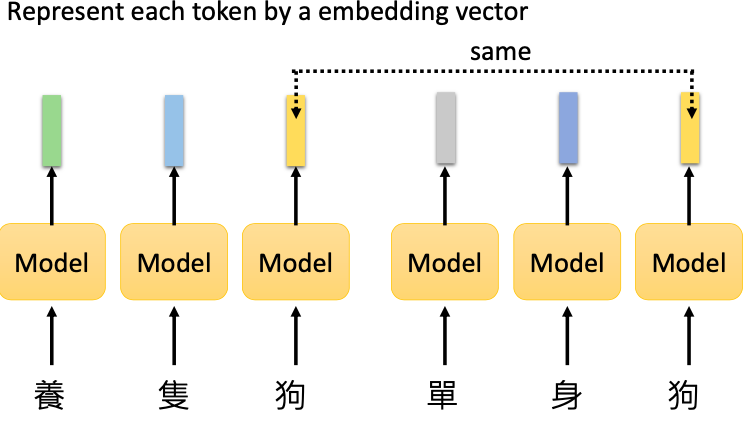 Represent each token by a embedding vector
same
Model Model Model Model Model Model
養 隻 狗 單 身 狗